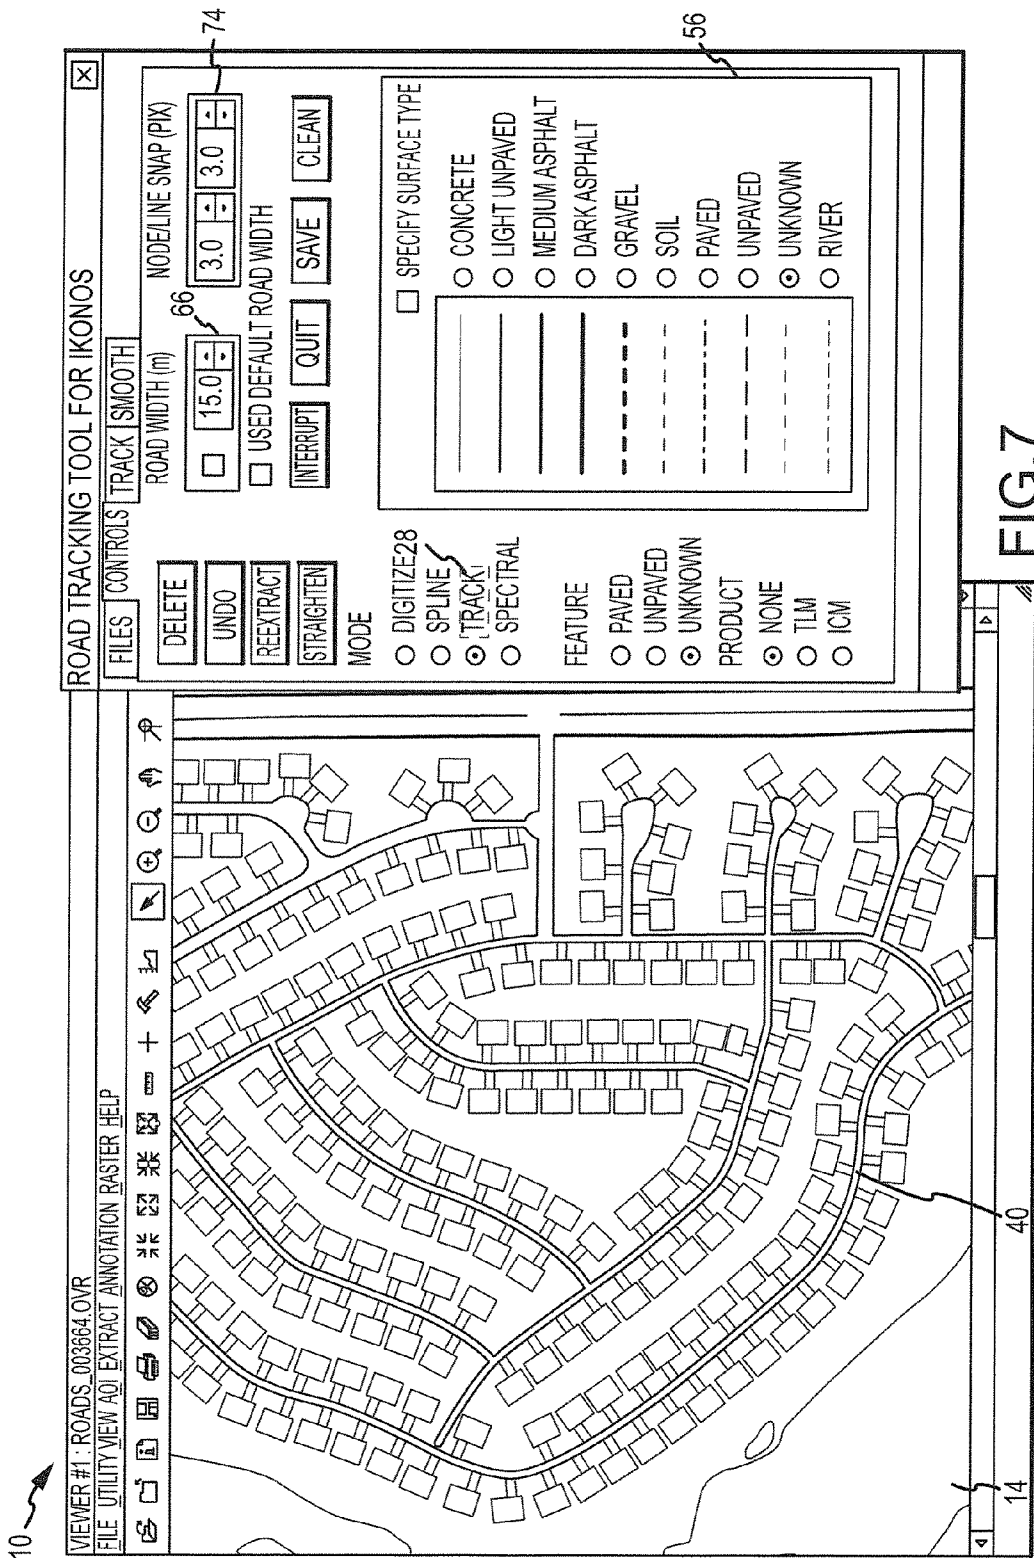 10
VIEWER #1 : ROADS_003664.OVR
FILE UTILITY VIEW AOI EXTRACT ANNOTATION RASTER HELP
ROAD TRACKING TOOL FOR IKONOS
FILES CONTROLS TRACK SMOOTH
DELETE
UNDO
REEXTRACT
STRAIGHTEN
ROAD WIDTH (m)
15.0
66
NODE/LINE SNAP (PIX)
3.0 3.0
74
USED DEFAULT ROAD WIDTH
INTERRUPT QUIT SAVE CLEAN
MODE
DIGITIZE
28
SPLINE
TRACK
SPECTRAL
FEATURE
PAVED
UNPAVED
UNKNOWN
PRODUCT
NONE
TLM
ICM
SPECIFY SURFACE TYPE
56
CONCRETE
LIGHT UNPAVED
MEDIUM ASPHALT
DARK ASPHALT
GRAVEL
SOIL
PAVED
UNPAVED
UNKNOWN
RIVER
14
40
FIG.7